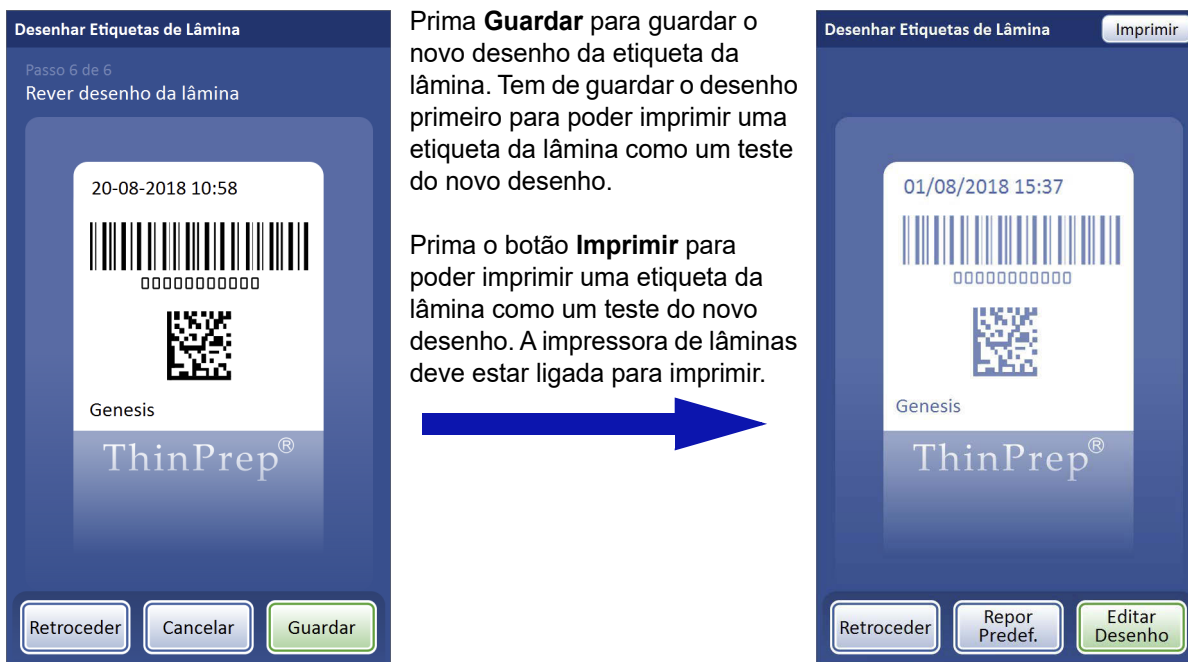 Desenhar Etiquetas de Lâmina
Passo 6 de 6
Rever desenho da lâmina
20-08-2018 10:58
00000000000
Genesis
ThinPrep®
Retroceder
Cancelar
Guardar
Prima Guardar para guardar o
novo desenho da etiqueta da
lâmina. Tem de guardar o desenho
primeiro para poder imprimir uma
etiqueta da lâmina como um teste
do novo desenho.
Prima o botão Imprimir para
poder imprimir uma etiqueta da
lâmina como um teste do novo
desenho. A impressora de lâminas
deve estar ligada para imprimir.
Desenhar Etiquetas de Lâmina
Imprimir
01/08/2018 15:37
00000000000
Genesis
ThinPrep®
Retroceder
Repor
Predef.
Editar
Desenho